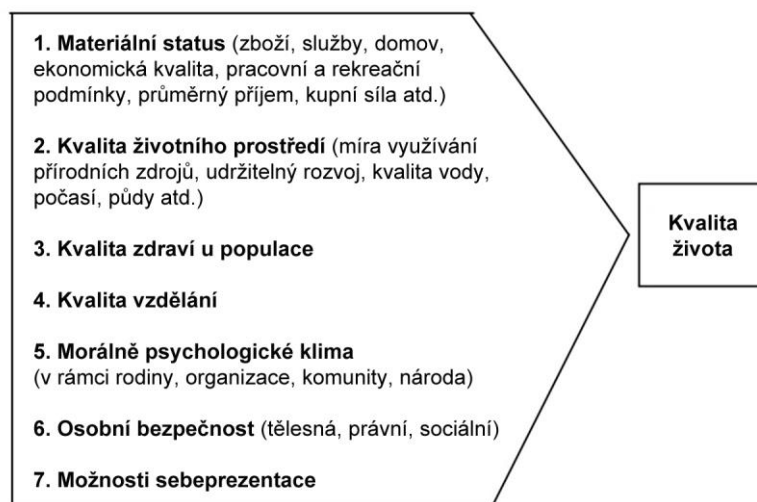 1. Materiální status (zboží, služby, domov,
ekonomická kvalita, pracovní a rekreační
podmínky, průměrný příjem, kupní síla atd.)
2. Kvalita životního prostředí (míra využívání
přírodních zdrojů, udržitelný rozvoj, kvalita vody,
počasí, půdy atd.)
3. Kvalita zdraví u populace
4. Kvalita vzdělání
5. Morálně psychologické klima
(v rámci rodiny, organizace, komunity, národa)
6. Osobní bezpečnost (tělesná, právní, sociální)
7. Možnosti sebeprezentace
Kvalita
života